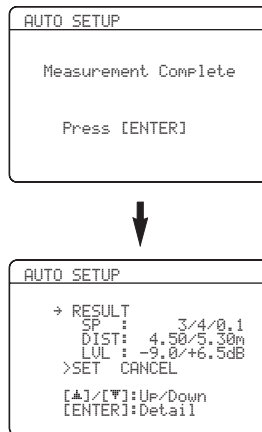 AUTO SETUP
Measurement Complete
Press [ENTER]
AUTO SETUP
→ RESULT
SP : 3/4/0.1
DIST: 4.50/5.30m
LVL : -9.0/+6.5dB
>SET CANCEL
[▲]/[▼]:Up/Down
[ENTER]:Detail